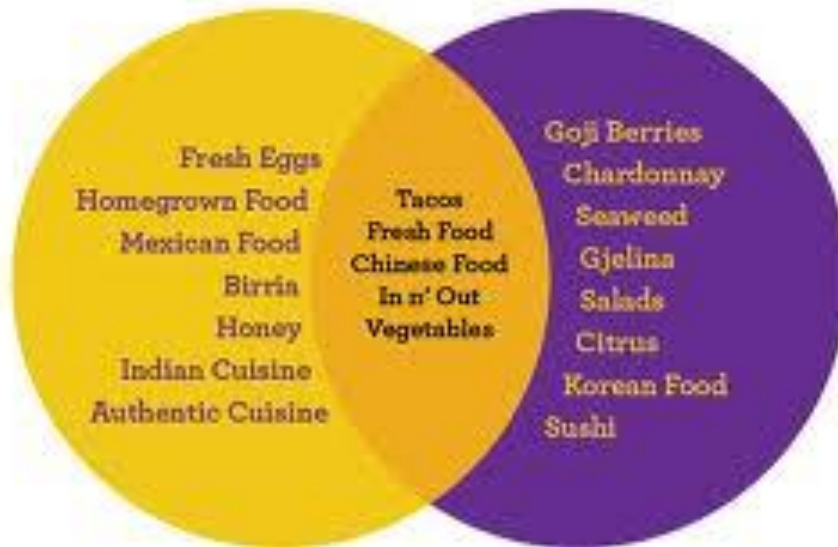 Fresh Eggs
Homegrown Food
Mexican Food
Birria
Honey
Indian Cuisine
Authentic Cuisine
Tacos
Fresh Food
Chinese Food
In n' Out
Vegetables
Goji Berries
Chardonnay
Seaweed
Gjelina
Salads
Citrus
Korean Food
Sushi